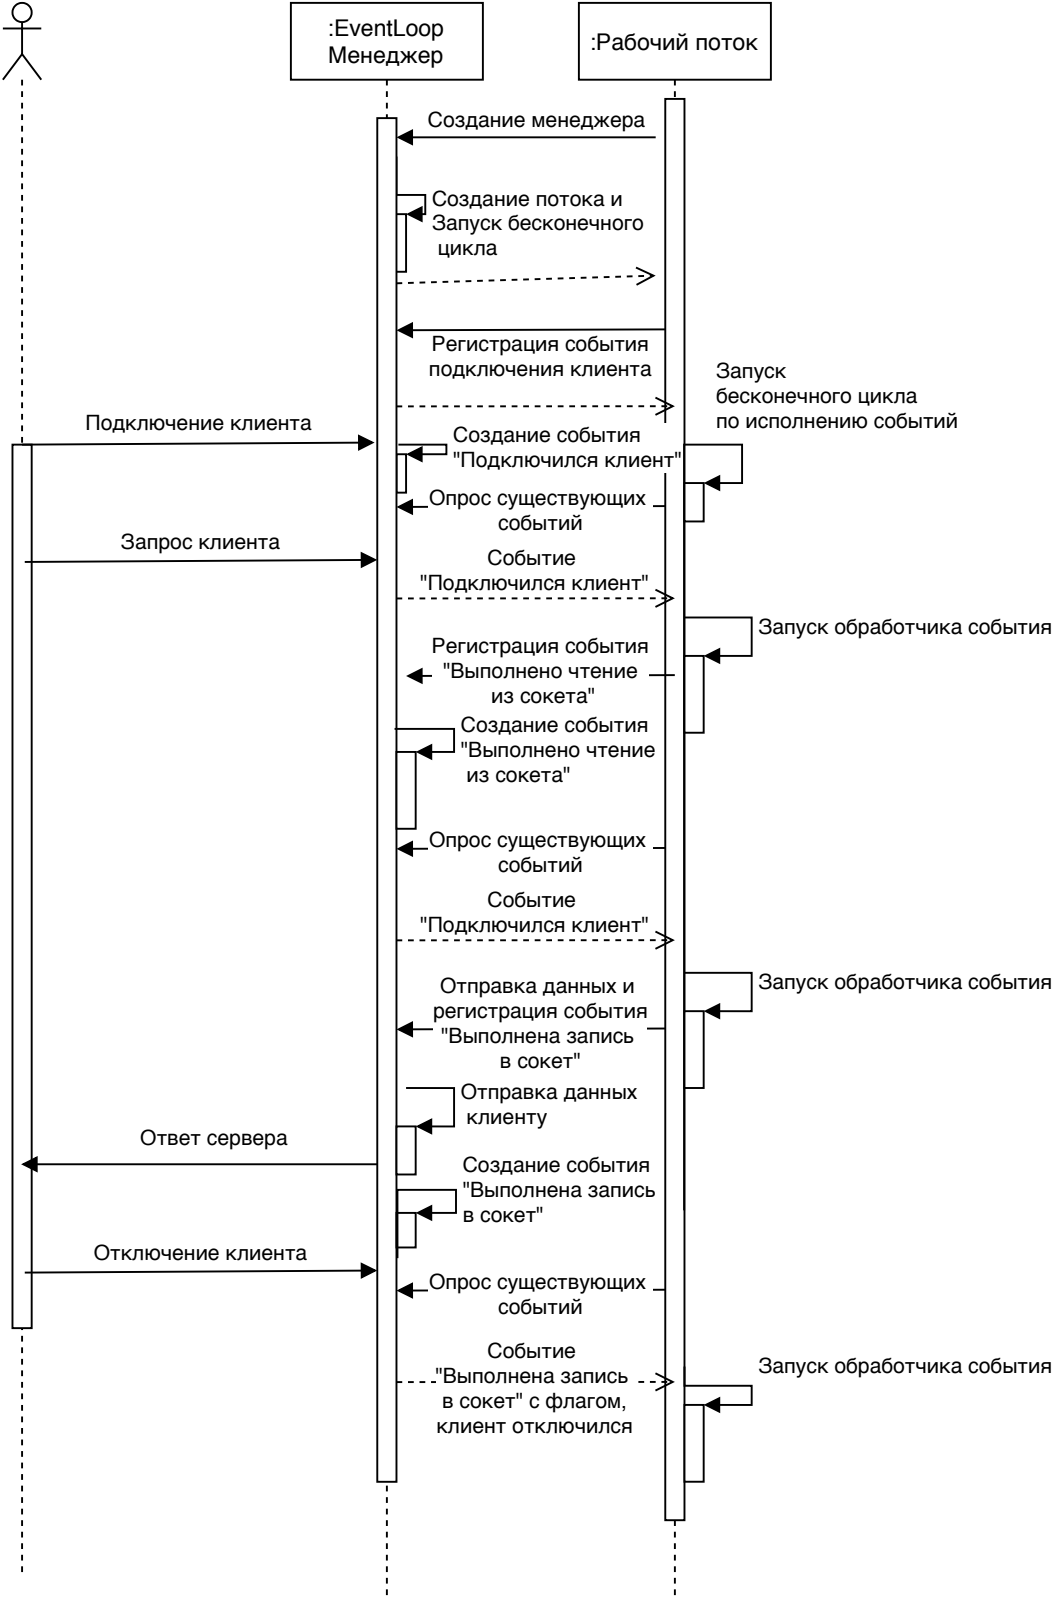 :EventLoop
Менеджер
:Рабочий поток
Создание менеджера
Создание потока и
Запуск бесконечного
цикла
Регистрация события
подключения клиента
Запуск
бесконечного цикла
по исполнению событий
Подключение клиента
Создание события
"Подключился клиент"
Опрос существующих
событий
Запрос клиента
Событие
"Подключился клиент"
Запуск обработчика события
Регистрация события
"Выполнено чтение
из сокета"
Создание события
"Выполнено чтение
из сокета"
Опрос существующих
событий
Событие
"Подключился клиент"
Запуск обработчика события
Отправка данных и
регистрация события
"Выполнена запись
в сокет"
Отправка данных
клиенту
Ответ сервера
Создание события
"Выполнена запись
в сокет"
Отключение клиента
Опрос существующих
событий
Событие
"Выполнена запись
в сокет" с флагом,
клиент отключился
Запуск обработчика события